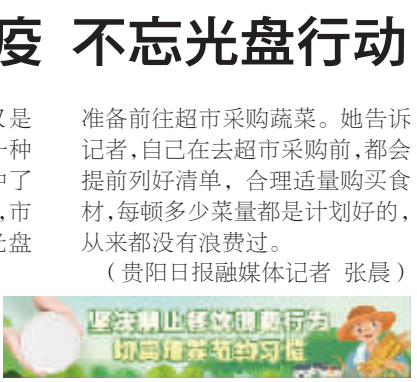 疫 不忘光盘行动
是
种
了
,市
盘
准备前往超市采购蔬菜。她告诉
记者,自己在去超市采购前,都会
提前列好清单,合理适量购买食
材,每顿多少菜量都是计划好的,
从来都没有浪费过。
(贵阳日报融媒体记者 张晨)
坚决制止餐饮浪费行为
切实培养节约习惯